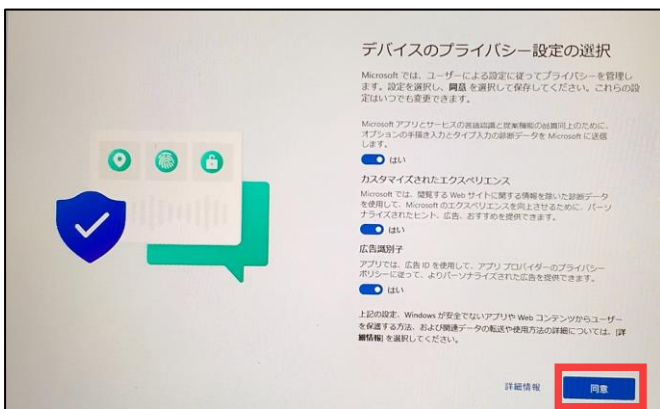 デバイスのプライバシー設定の選択
Microsoft では、ユーザーによる設定に従ってプライバシーを管理し
ます。設定を選択し、同意 を選択して保存してください。これらの設
定はいつでも変更できます。
Microsoft アプリとサービスの言語認識と提案機能の品質向上のために、
オプションの手描き入力とタイプ入力の診断データを Microsoft に送信
します。
はい
カスタマイズされたエクスペリエンス
Microsoft では、閲覧する Web サイトに関する情報を除いた診断データ
を使用して、Microsoft のエクスペリエンスを向上させるために、パーソ
ナライズされたヒント、広告、おすすめを提供できます。
はい
広告識別子
アプリでは、広告 ID を使用して、アプリ プロバイダーのプライバシー
ポリシーに従って、よりパーソナライズされた広告を提供できます。
はい
上記の設定、Windows が安全でないアプリや Web コンテンツからユーザー
を保護する方法、および関連データの転送や使用方法の詳細については、[詳
細情報] を選択してください。
詳細情報
同意